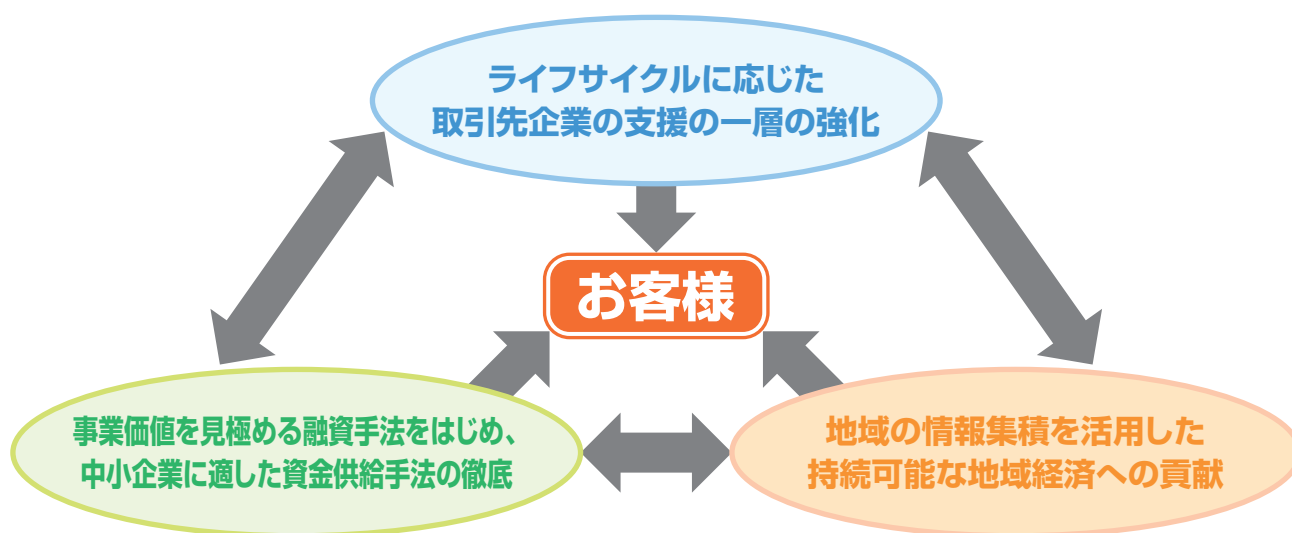 ライフサイクルに応じた
取引先企業の支援の一層の強化
お客様
事業価値を見極める融資手法をはじめ、
中小企業に適した資金供給手法の徹底
地域の情報集積を活用した
持続可能な地域経済への貢献